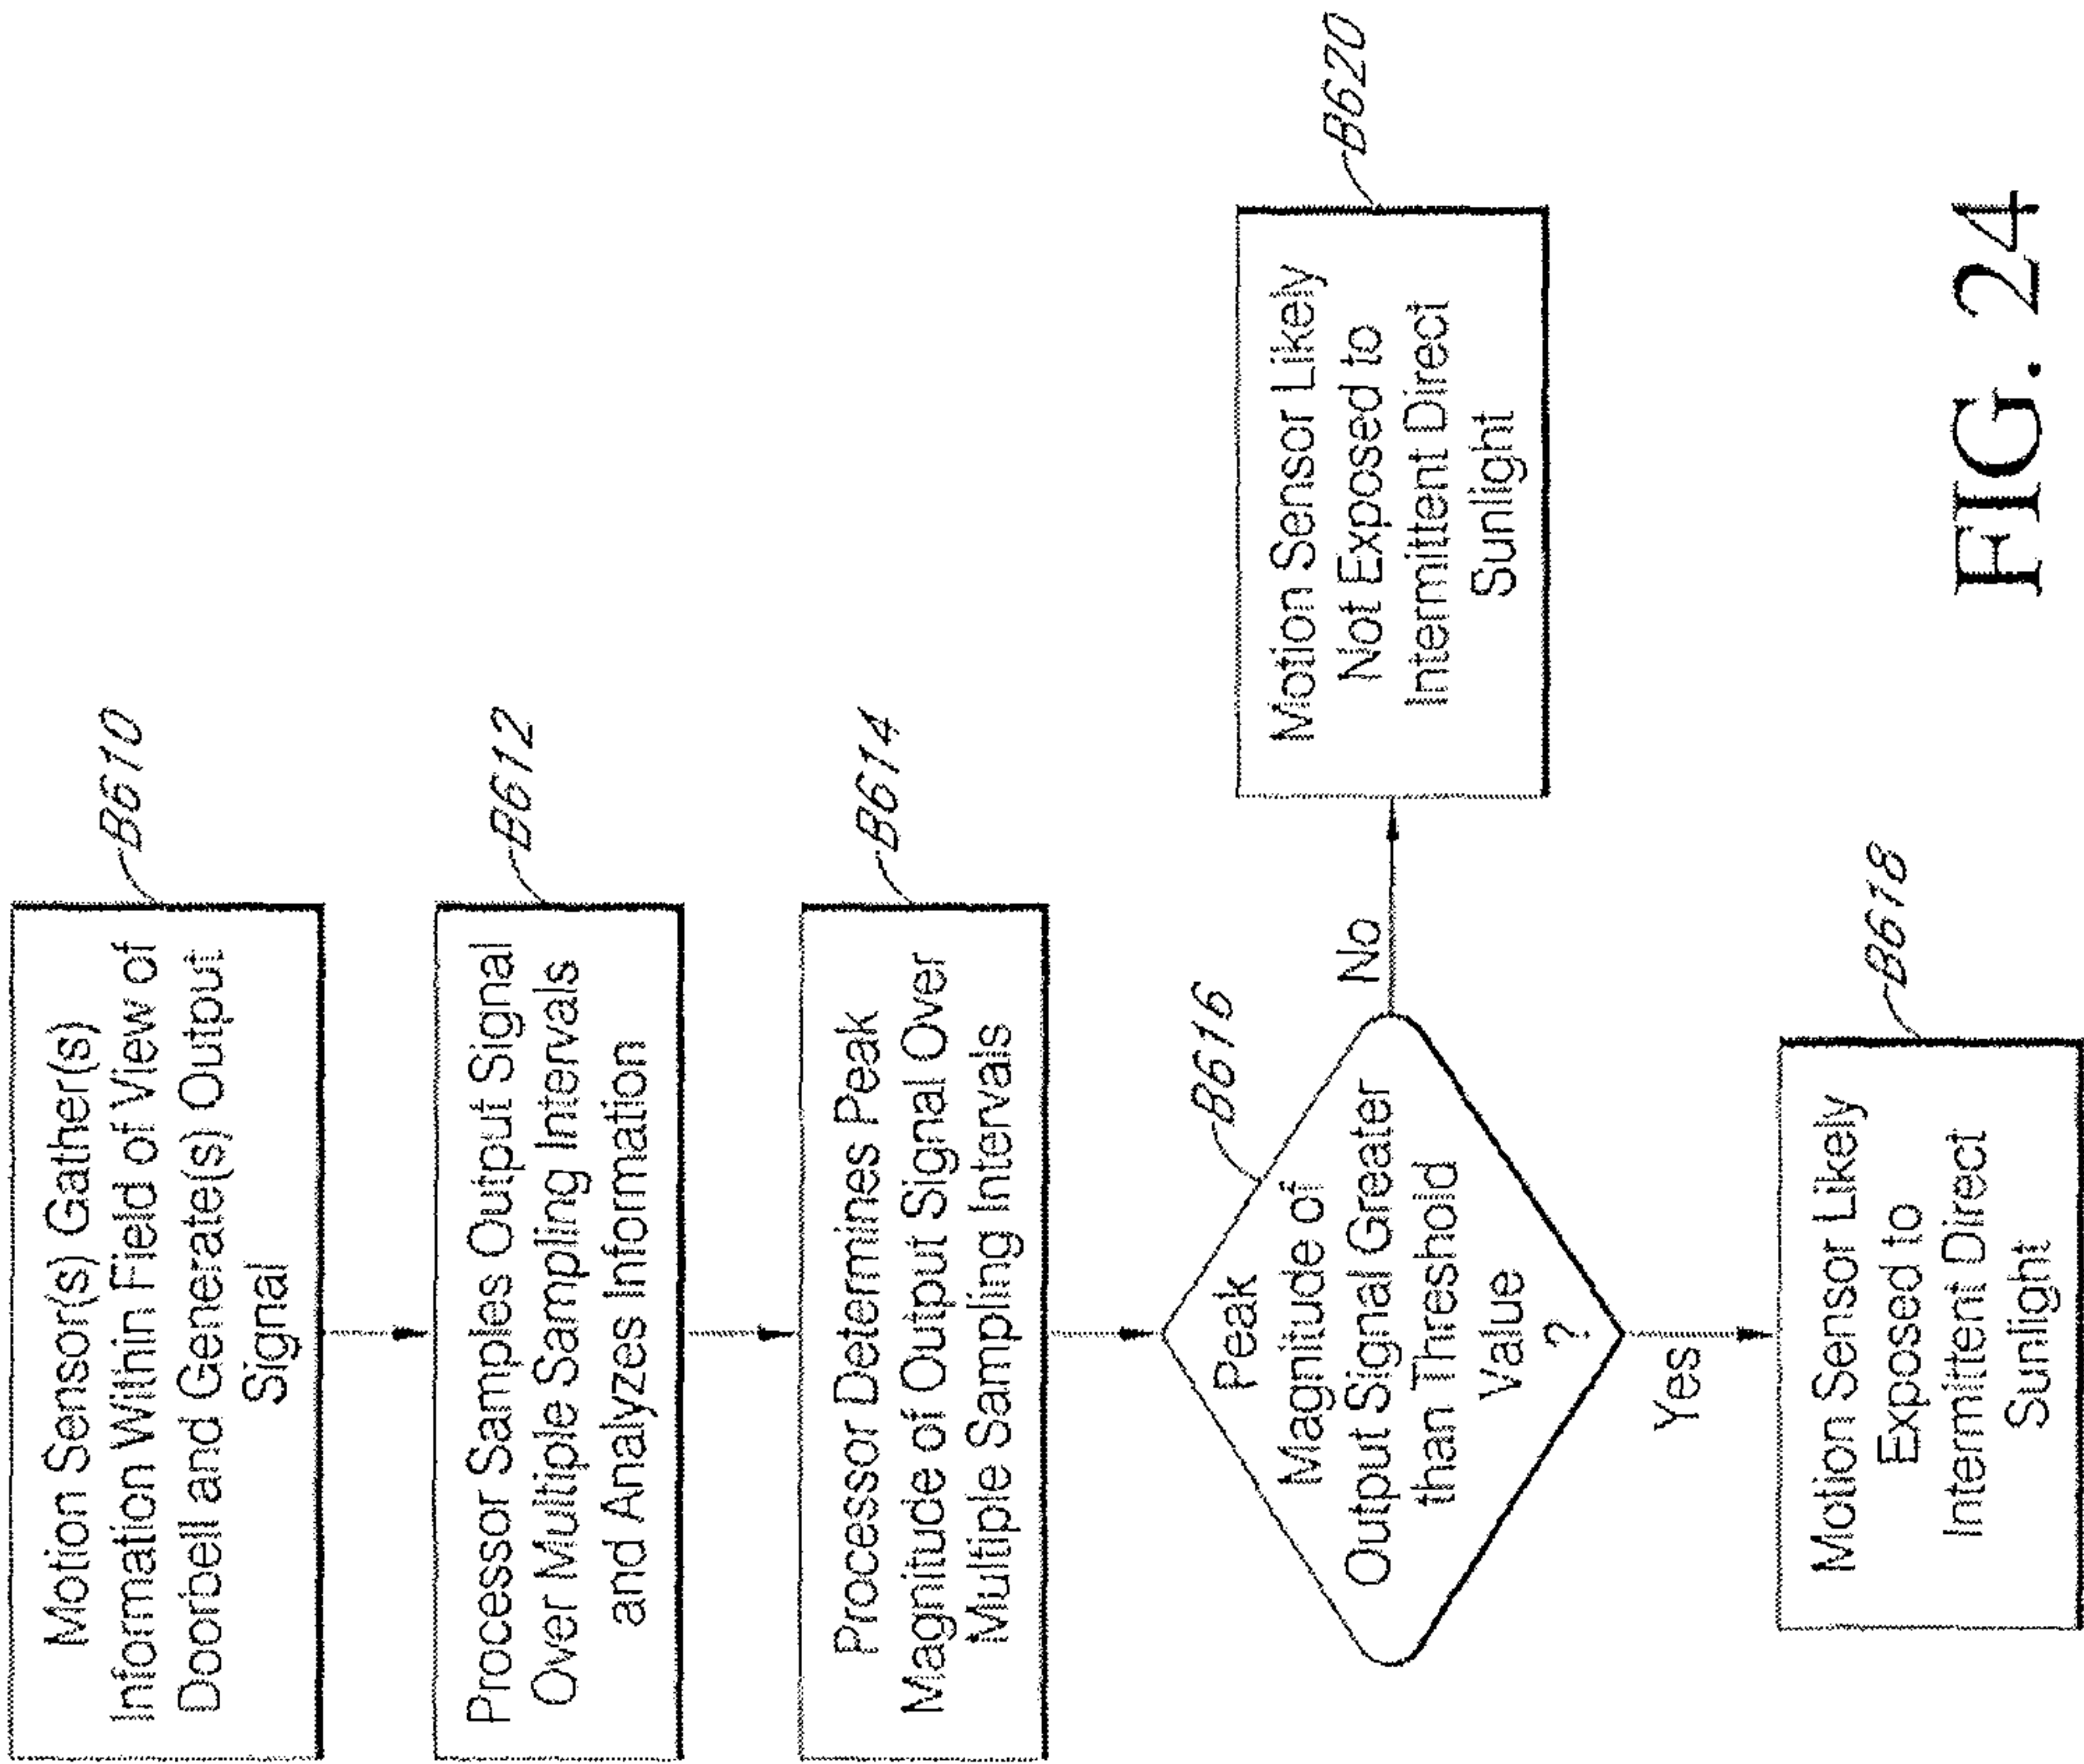 Motion Sensor(s) Gather(s)
Information Within Field of View of
Doorbell and Generate(s) Output
Signal
B610
Processor Samples Output Signal
Over Multiple Sampling Intervals
and Analyzes Information
B612
Processor Determines Peak
Magnitude of Output Signal Over
Multiple Sampling Intervals
B614
Peak
Magnitude of
Output Signal Greater
than Threshold
Value
?
B616
No
Motion Sensor Likely
Not Exposed to
Intermittent Direct
Sunlight
B620
Yes
Motion Sensor Likely
Exposed to
Intermittent Direct
Sunlight
B618
FIG. 24